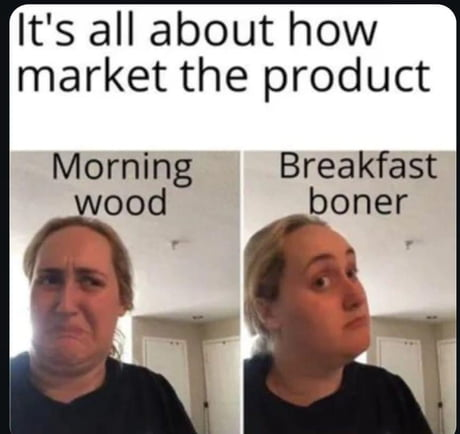 It's all about how
market the product
Morning
wood
Breakfast
boner